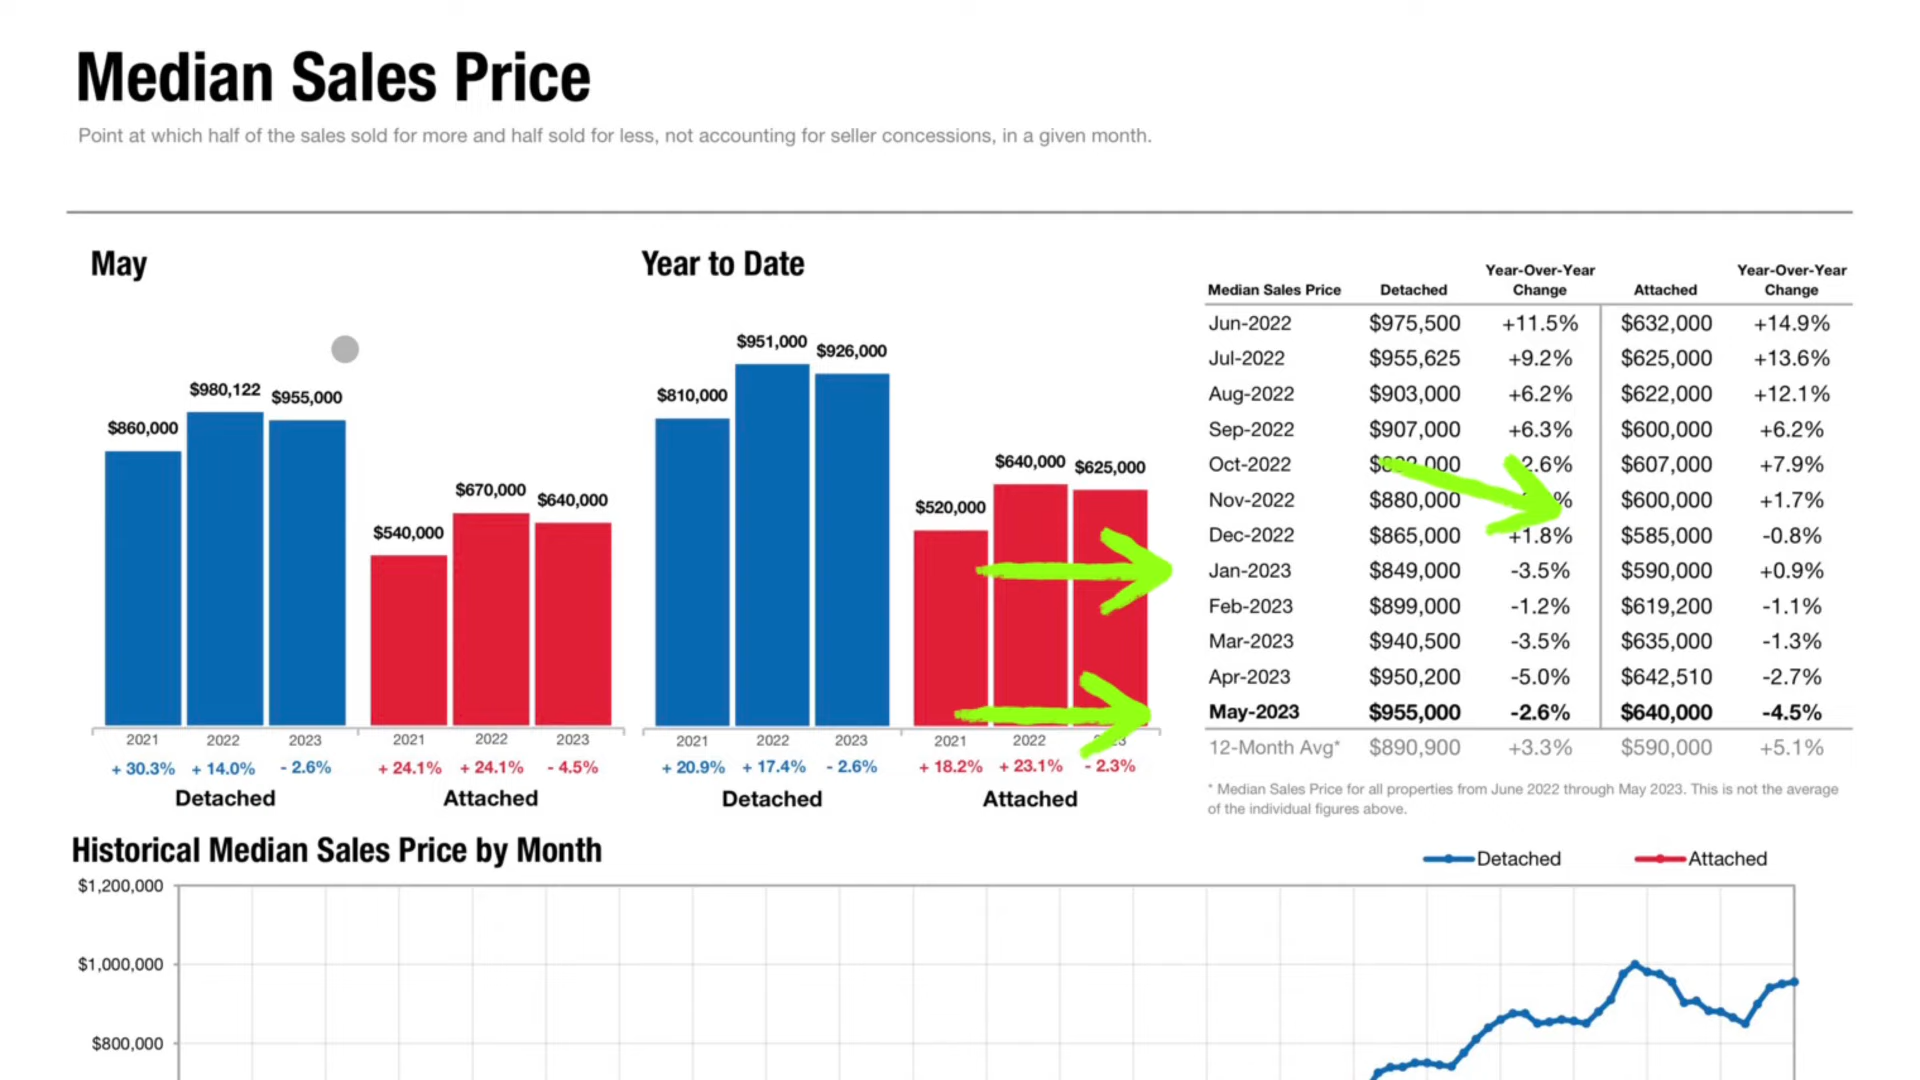 Median Sales Price
Point at which half of the sales sold for more and half sold for less, not accounting for seller concessions, in a given month.
May
$860,000 $980,122 $955,000
$540,000 $670,000 $640,000
2021 2022 2023 2021 2022 2023
+ 30.3% + 14.0% - 2.6% + 24.1% + 24.1% - 4.5%
Detached Attached
Year to Date
$810,000 $951,000 $926,000
$520,000 $640,000 $625,000
2021 2022 2023 2021 2022
+ 20.9% + 17.4% - 2.6% + 18.2% + 23.1% - 2.3%
Detached Attached
Year-Over-Year Year-Over-Year
Median Sales Price Detached Change Attached Change
Jun-2022 $975,500 +11.5% $632,000 +14.9%
Jul-2022 $955,625 +9.2% $625,000 +13.6%
Aug-2022 $903,000 +6.2% $622,000 +12.1%
Sep-2022 $907,000 +6.3% $600,000 +6.2%
Oct-2022 $607,000 +7.9%
Nov-2022 $880,000 $600,000 +1.7%
Dec-2022 $865,000 +1.8% $585,000 -0.8%
Jan-2023 $849,000 -3.5% $590,000 +0.9%
Feb-2023 $899,000 -1.2% $619,200 -1.1%
Mar-2023 $940,500 -3.5% $635,000 -1.3%
Apr-2023 $950,200 -5.0% $642,510 -2.7%
May-2023 $955,000 -2.6% $640,000 -4.5%
12-Month Avg* $890,900 +3.3% $590,000 +5.1%
* Median Sales Price for all properties from June 2022 through May 2023. This is not the average
of the individual figures above.
Historical Median Sales Price by Month
Detached Attached
$1,200,000
$1,000,000
$800,000